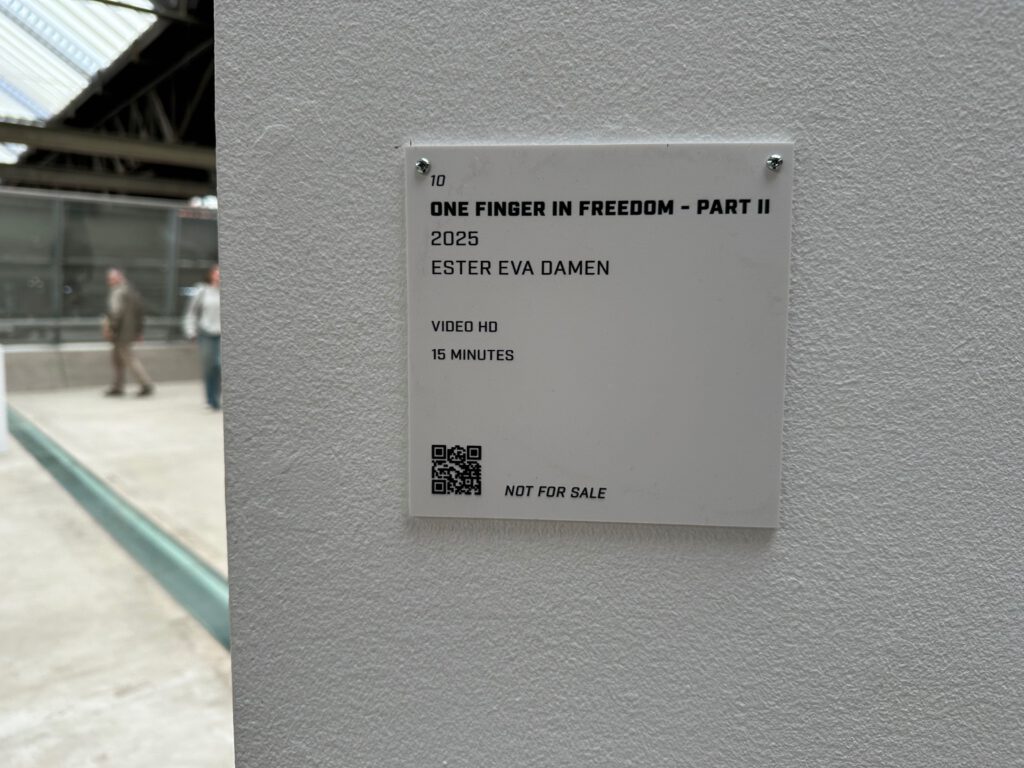 10
ONE FINGER IN FREEDOM - PART II
2025
ESTER EVA DAMEN
VIDEO HD
15 MINUTES
NOT FOR SALE